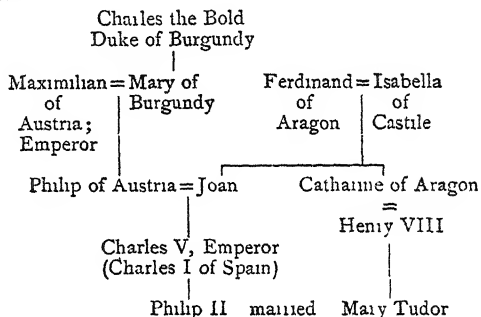 Charles the Bold
Duke of Burgundy
Maximilian = Mary of Burgundy
of Austria; Emperor
Ferdinand = Isabella
of Aragon
of Castile
Philip of Austria = Joan
Catharine of Aragon
=
Henry VIII
Charles V, Emperor
(Charles I of Spain)
Philip II married Mary Tudor